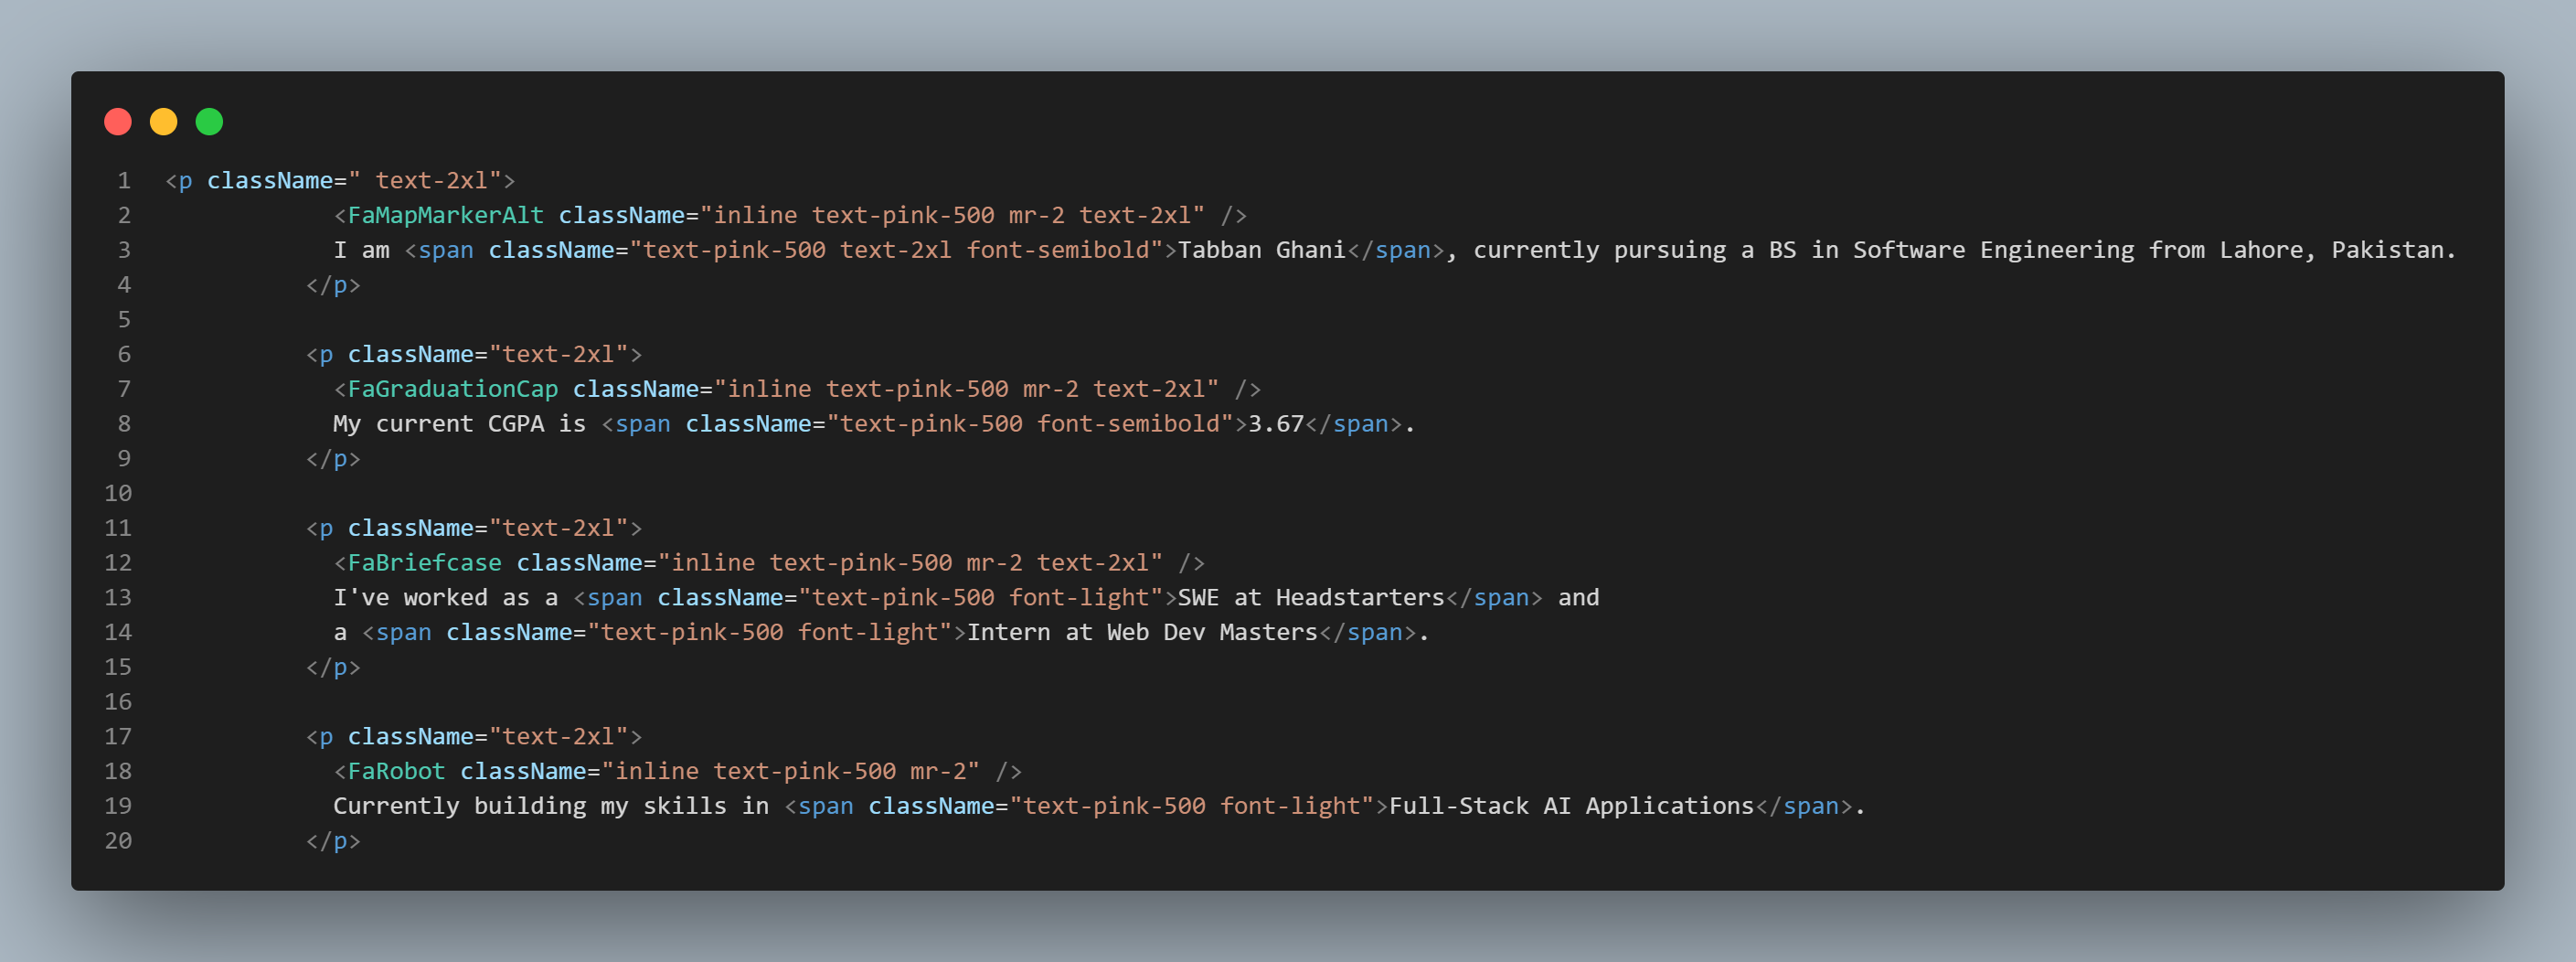 1 <p className=" text-2xl">
2             <FaMapMarkerAlt className="inline text-pink-500 mr-2 text-2xl" />
3             I am <span className="text-pink-500 text-2xl font-semibold">Tabban Ghani</span>, currently pursuing a BS in Software Engineering from Lahore, Pakistan.
4           </p>
5
6           <p className="text-2xl">
7             <FaGraduationCap className="inline text-pink-500 mr-2 text-2xl" />
8             My current CGPA is <span className="text-pink-500 font-semibold">3.67</span>.
9           </p>
10
11           <p className="text-2xl">
12             <FaBriefcase className="inline text-pink-500 mr-2 text-2xl" />
13             I've worked as a <span className="text-pink-500 font-light">SWE at Headstarters</span> and
14             a <span className="text-pink-500 font-light">Intern at Web Dev Masters</span>.
15           </p>
16
17           <p className="text-2xl">
18             <FaRobot className="inline text-pink-500 mr-2" />
19             Currently building my skills in <span className="text-pink-500 font-light">Full-Stack AI Applications</span>.
20           </p>